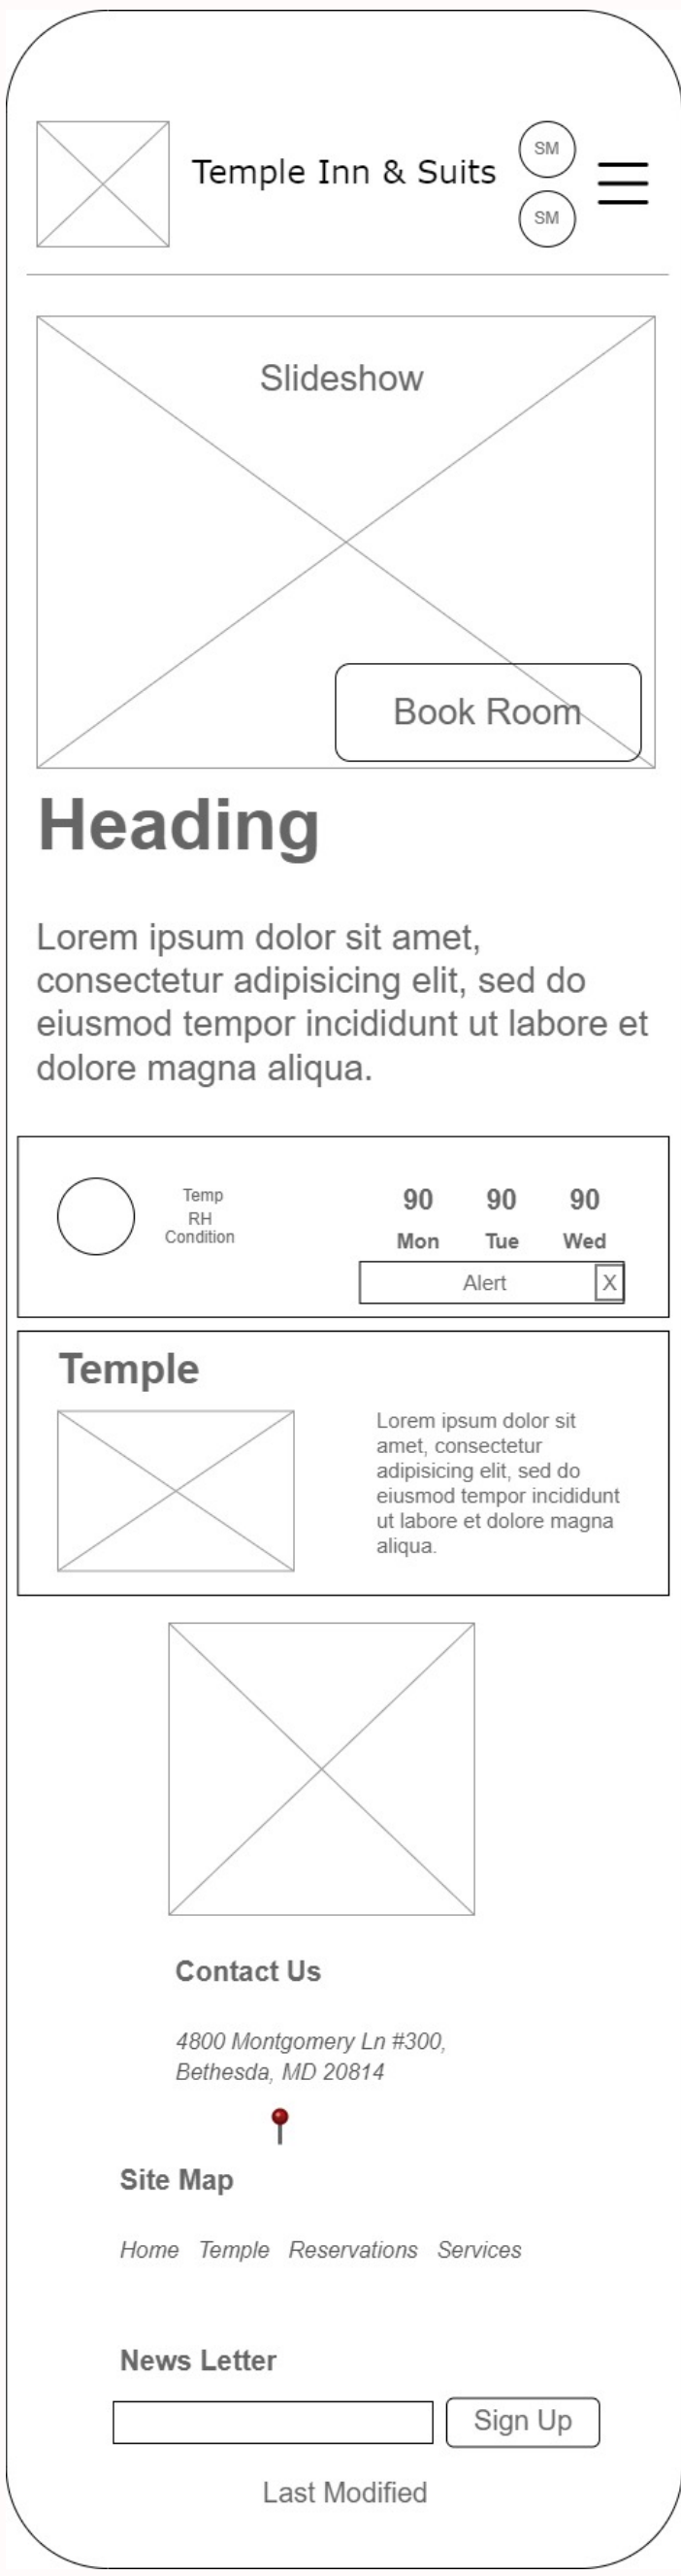 SM
Temple Inn & Suits
SM
Slideshow
Book Room
Heading
Lorem ipsum dolor sit amet,
consectetur adipisicing elit, sed do
eiusmod tempor incididunt ut labore et
dolore magna aliqua.
Temp
RH
Condition
90 90 90
Mon Tue Wed
Alert X
Temple
Lorem ipsum dolor sit
amet, consectetur
adipisicing elit, sed do
eiusmod tempor incididunt
ut labore et dolore magna
aliqua.
Contact Us
4800 Montgomery Ln #300,
Bethesda, MD 20814
Site Map
Home Temple Reservations Services
News Letter
Sign Up
Last Modified